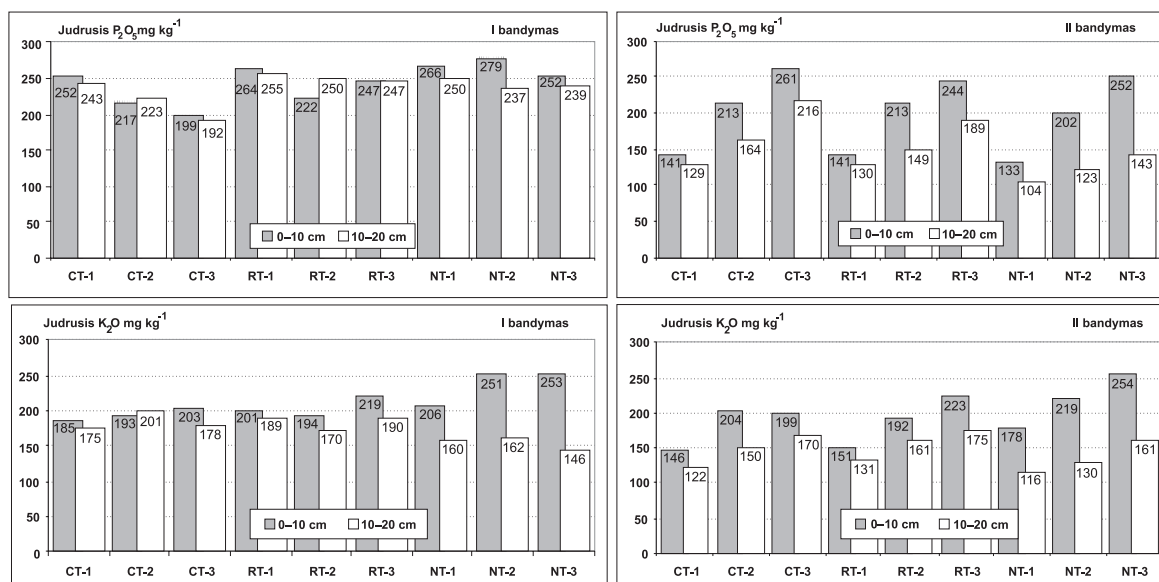 Judrusis P₂O₅ mg kg⁻¹ I bandymas
300
250
200
150
100
50
0
252 243 217 223 199 192 264 255 222 250 247 247 266 250 279 237 252 239
0–10 cm 10–20 cm
CT-1 CT-2 CT-3 RT-1 RT-2 RT-3 NT-1 NT-2 NT-3
Judrusis P₂O₅ mg kg⁻¹ II bandymas
300
250
200
150
100
50
0
141 129 213 164 261 216 141 130 213 149 244 189 133 104 202 123 252 143
0–10 cm 10–20 cm
CT-1 CT-2 CT-3 RT-1 RT-2 RT-3 NT-1 NT-2 NT-3
Judrusis K₂O mg kg⁻¹ I bandymas
300
250
200
150
100
50
0
185 175 193 201 203 178 201 189 194 170 219 190 206 160 251 162 253 146
0–10 cm 10–20 cm
CT-1 CT-2 CT-3 RT-1 RT-2 RT-3 NT-1 NT-2 NT-3
Judrusis K₂O mg kg⁻¹ II bandymas
300
250
200
150
100
50
0
146 122 204 150 199 170 151 131 192 161 223 175 178 116 219 130 254 161
0–10 cm 10–20 cm
CT-1 CT-2 CT-3 RT-1 RT-2 RT-3 NT-1 NT-2 NT-3